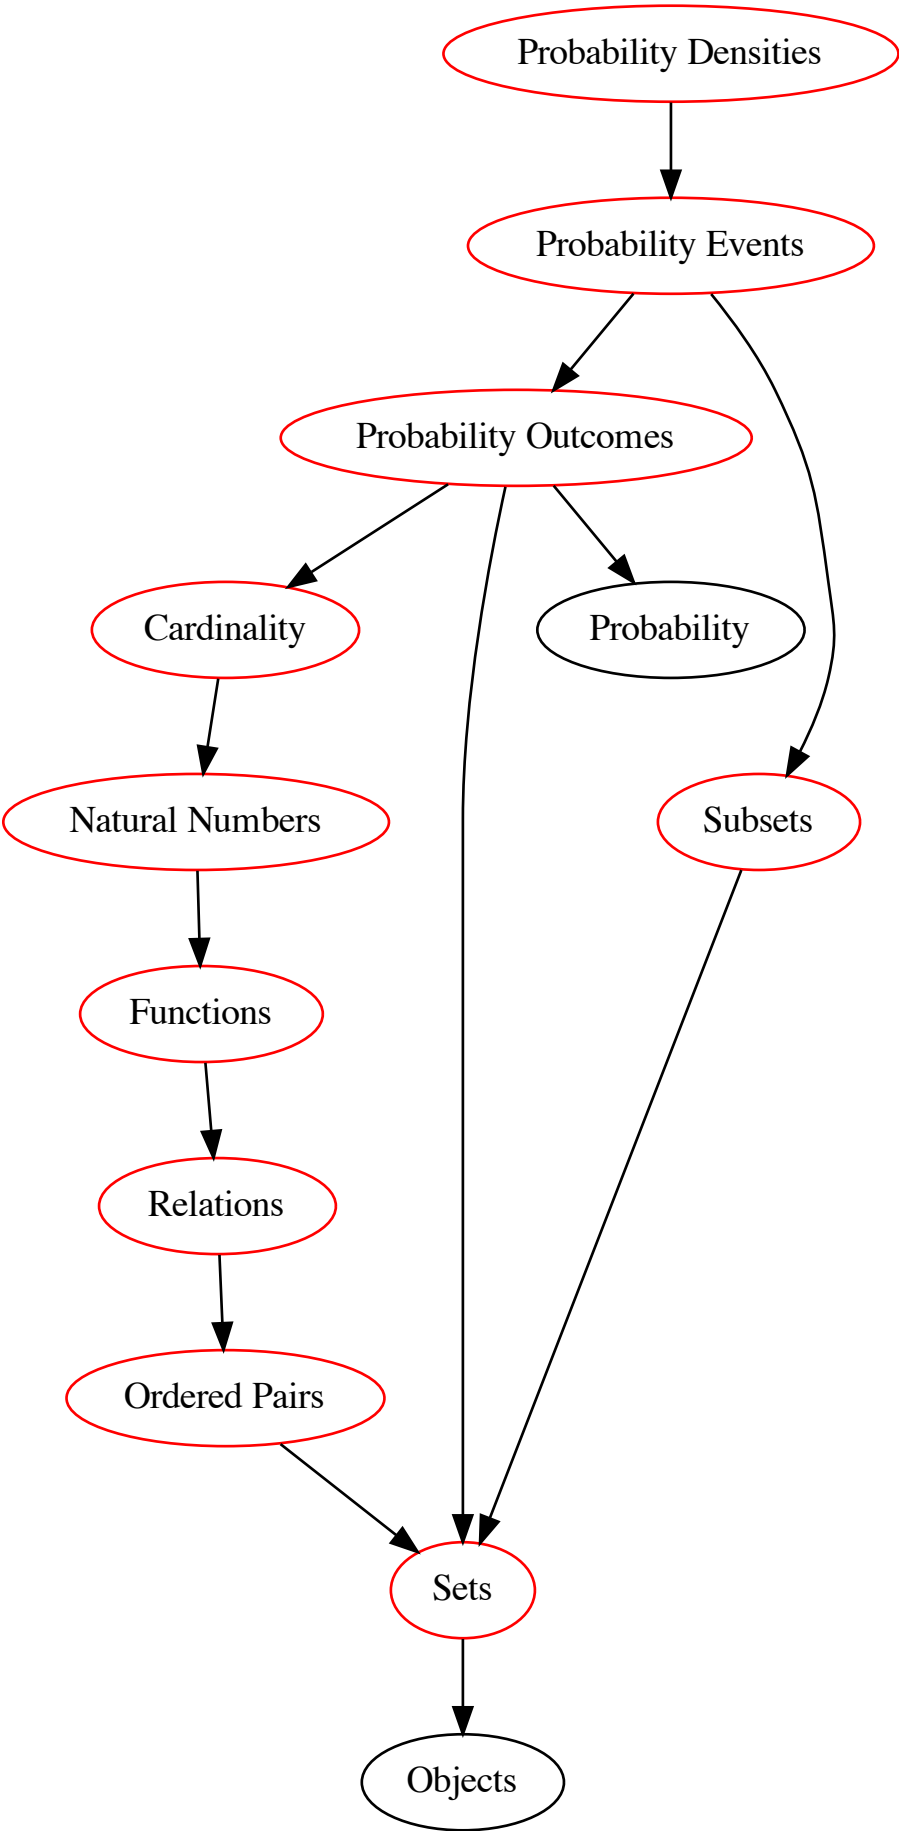 Probability Densities
Probability Events
Probability Outcomes
Cardinality
Probability
Natural Numbers
Subsets
Functions
Relations
Ordered Pairs
Sets
Objects